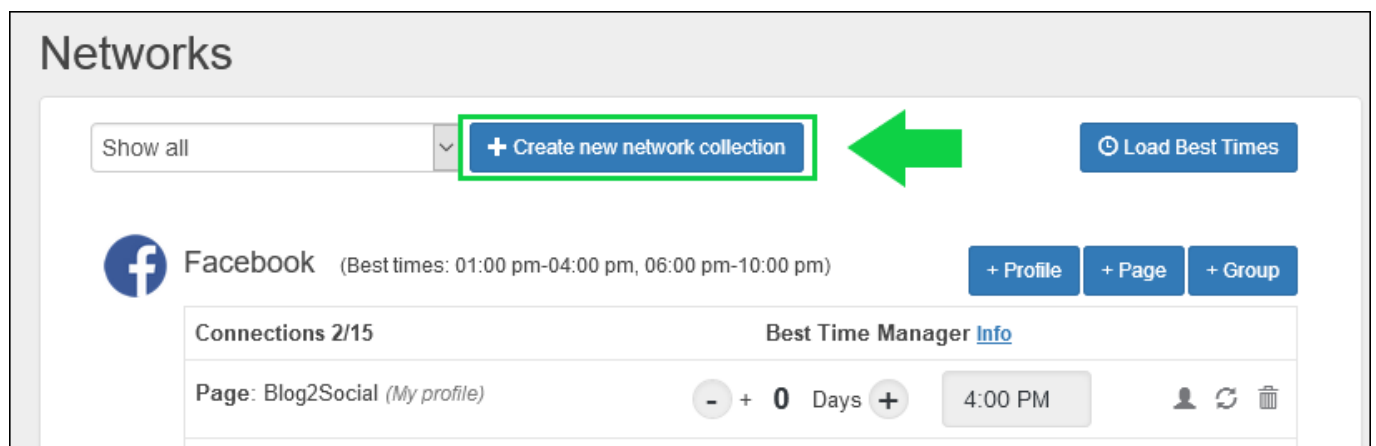 Networks
Show all
+ Create new network collection
Load Best Times
Facebook (Best times: 01:00 pm-04:00 pm, 06:00 pm-10:00 pm)
+ Profile
+ Page
+ Group
Connections 2/15
Best Time Manager Info
Page: Blog2Social (My profile)
- + 0 Days +
4:00 PM